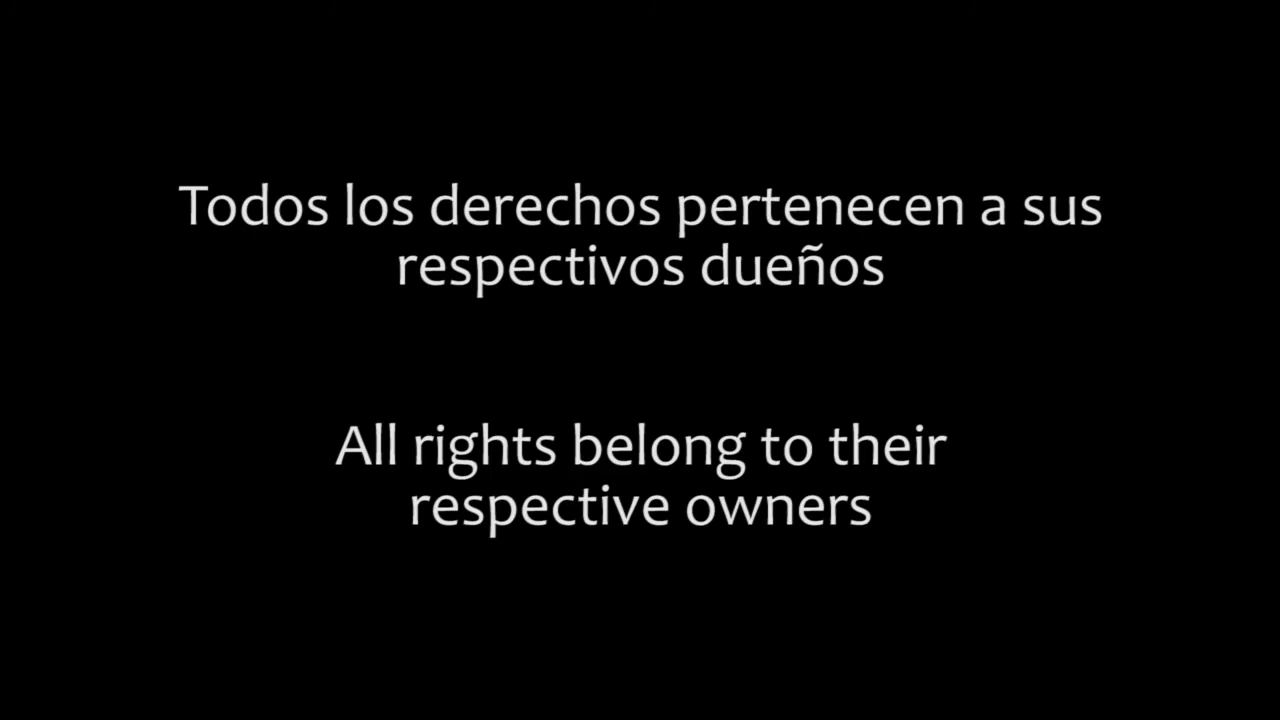 Todos los derechos pertenecen a sus
respectivos dueños
All rights belong to their
respective owners